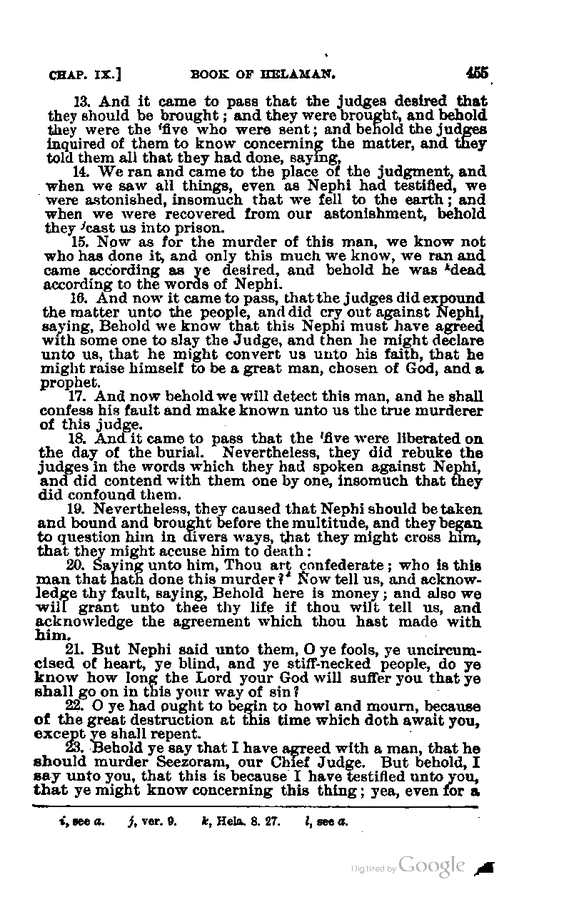 CHAP. IX.] BOOK OF HELAMAN. 455
13. And it came to pass that the judges desired that
they should be brought; and they were brought, and behold
they were the ⁱfive who were sent; and behold the judges
inquired of them to know concerning the matter, and they
told them all that they had done, saying,
14. We ran and came to the place of the judgment, and
when we saw all things, even as Nephi had testified, we
were astonished, insomuch that we fell to the earth; and
when we were recovered from our astonishment, behold
they ʲcast us into prison.
15. Now as for the murder of this man, we know not
who has done it, and only this much we know, we ran and
came according as ye desired, and behold he was ᵏdead
according to the words of Nephi.
16. And now it came to pass, that the judges did expound
the matter unto the people, and did cry out against Nephi,
saying, Behold we know that this Nephi must have agreed
with some one to slay the Judge, and then he might declare
unto us, that he might convert us unto his faith, that he
might raise himself to be a great man, chosen of God, and a
prophet.
17. And now behold we will detect this man, and he shall
confess his fault and make known unto us the true murderer
of this judge.
18. And it came to pass that the ˡfive were liberated on
the day of the burial. Nevertheless, they did rebuke the
judges in the words which they had spoken against Nephi,
and did contend with them one by one, insomuch that they
did confound them.
19. Nevertheless, they caused that Nephi should be taken
and bound and brought before the multitude, and they began
to question him in divers ways, that they might cross him,
that they might accuse him to death:
20. Saying unto him, Thou art confederate; who is this
man that hath done this murder? Now tell us, and acknow-
ledge thy fault, saying, Behold here is money; and also we
will grant unto thee thy life if thou wilt tell us, and
acknowledge the agreement which thou hast made with
him.
21. But Nephi said unto them, O ye fools, ye uncircum-
cised of heart, ye blind, and ye stiff-necked people, do ye
know how long the Lord your God will suffer you that ye
shall go on in this your way of sin?
22. O ye had ought to begin to howl and mourn, because
of the great destruction at this time which doth await you,
except ye shall repent.
23. Behold ye say that I have agreed with a man, that he
should murder Seezoram, our Chief Judge. But behold, I
say unto you, that this is because I have testified unto you,
that ye might know concerning this thing; yea, even for a
i, see a. j, ver. 9. k, Hela. 8. 27. l, see a.
Digitized by Google